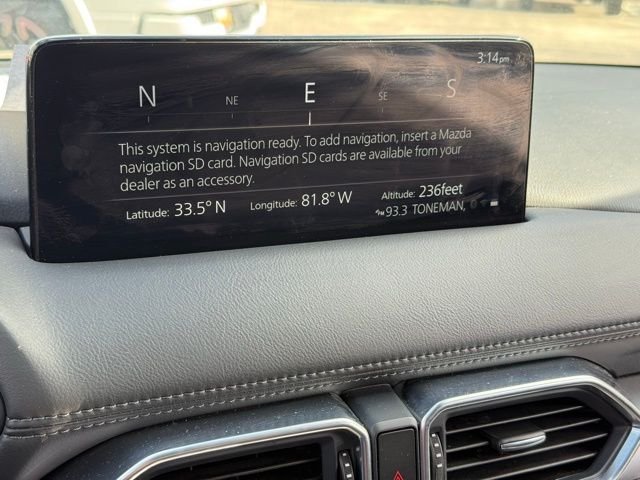 3:14pm
N NE E SE S
This system is navigation ready. To add navigation, insert a Mazda
navigation SD card. Navigation SD cards are available from your
dealer as an accessory.
Latitude: 33.5° N Longitude: 81.8° W Altitude: 236feet
FM 93.3 TONEMAN,